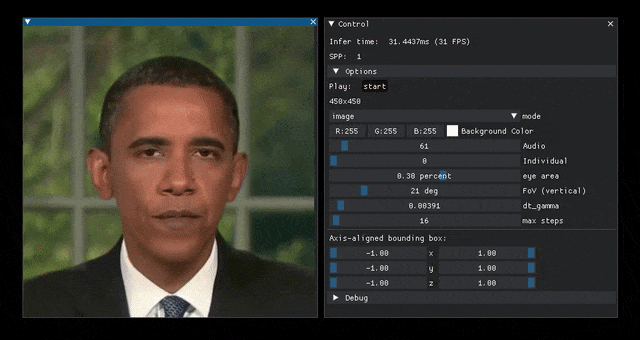 Control
Infer time: 31.4437ms (31 FPS)
SPP: 1
Options
Play: start
450x450
image mode
R:255 G:255 B:255 Background Color
61 Audio
0 Individual
0.30 percent eye area
21 deg FoV (vertical)
0.00391 dt_gamma
16 max steps
Axis-aligned bounding box:
-1.00 x 1.00
-1.00 y 1.00
-1.00 z 1.00
Debug